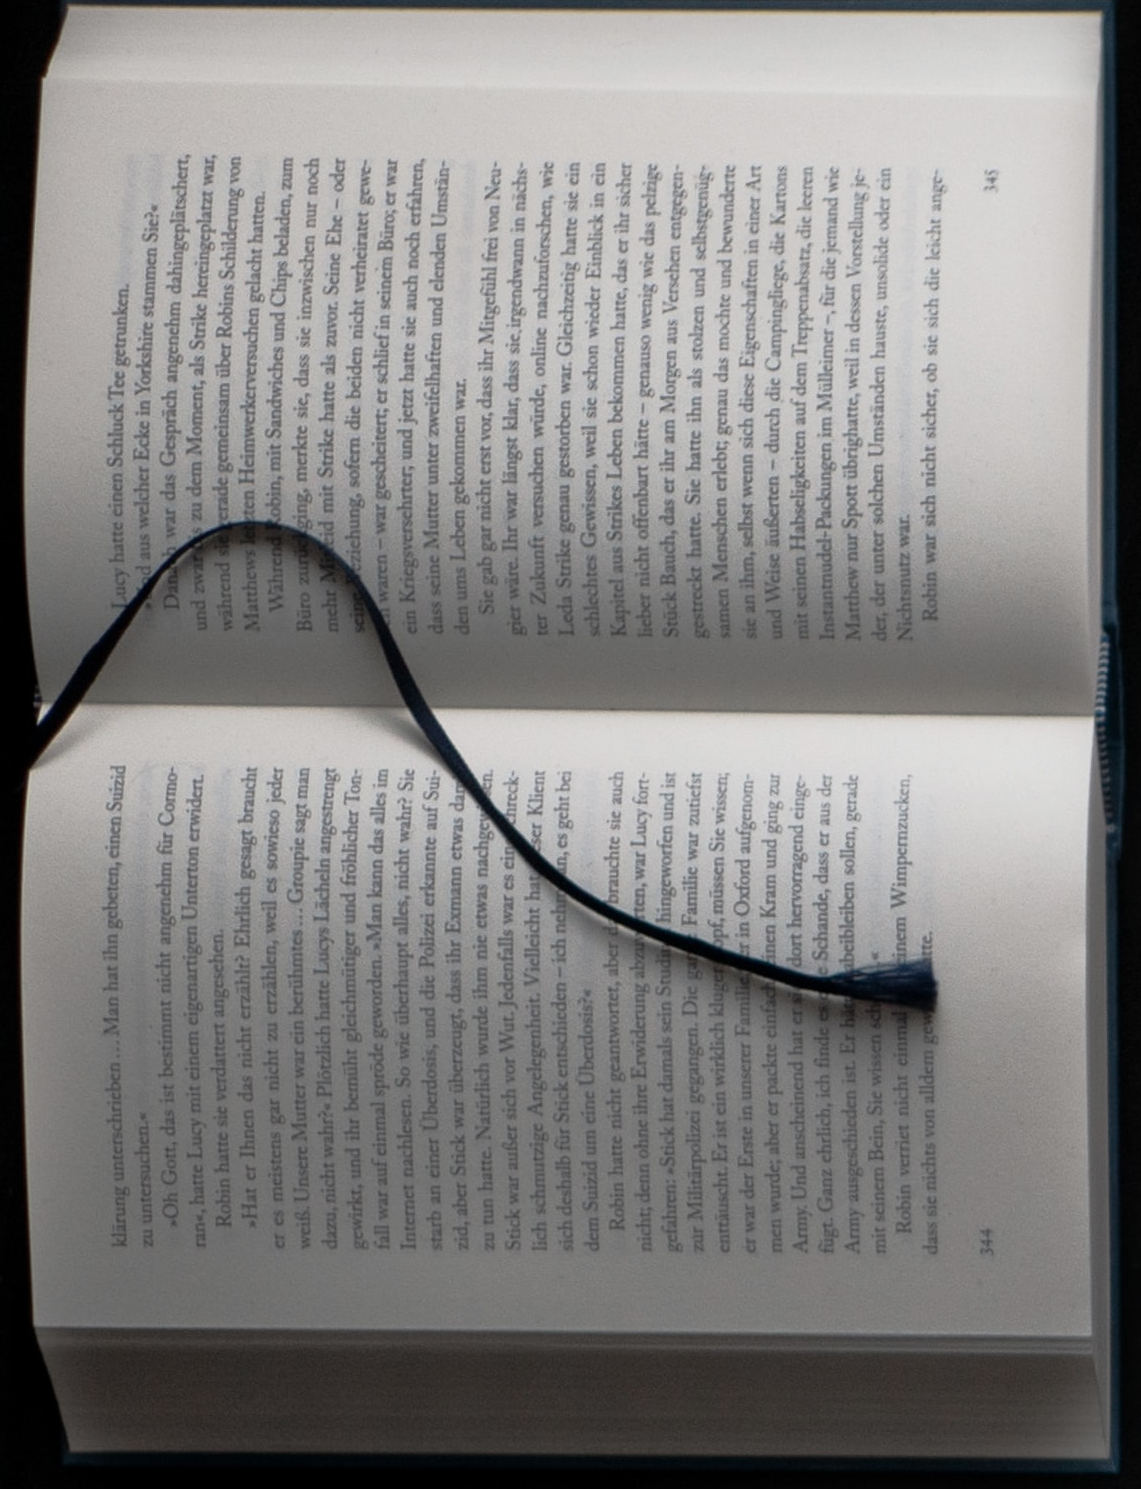 klärung unterschrieben … Man hat ihn gebeten, einen Suizid
zu untersuchen.«
»Oh Gott, das ist bestimmt nicht angenehm für Cormo-
ran«, hatte Lucy mit einem eigenartigen Unterton erwidert.
Robin hatte sie verdattert angesehen.
»Hat er Ihnen das nicht erzählt? Ehrlich gesagt braucht
er es meistens gar nicht zu erzählen, weil es sowieso jeder
weiß. Unsere Mutter war ein berühmtes … Groupie sagt man
dazu, nicht wahr?« Plötzlich hatte Lucys Lächeln angestrengt
gewirkt, und ihr bemüht gleichmütiger und fröhlicher Ton-
fall war auf einmal spröde geworden. »Man kann das alles im
Internet nachlesen. So wie überhaupt alles, nicht wahr? Sie
starb an einer Überdosis, und die Polizei erkannte auf Sui-
zid, aber Stick war überzeugt, dass ihr Exmann etwas
zu tun hatte. Natürlich wurde ihm nie etwas
Stick war außer sich vor Wut. Jedenfalls war es
lich schmutzige Angelegenheit. Vielleicht Klient
sich deshalb für Stick entschieden – ich es geht bei
dem Suizid um eine Überdosis?«
Robin hatte nicht geantwortet, aber brauchte sie auch
nicht; denn ohne ihre Erwiderung war Lucy fort-
gefahren: »Stick hat damals sein hingeworfen und ist
zur Militärpolizei gegangen. Die Familie war zutiefst
enttäuscht. Er ist ein wirklich kluger müssen Sie wissen;
er war der Erste in unserer Familie, in Oxford aufgenom-
men wurde; aber er packte Kram und ging zur
Army. Und anscheinend hat er dort hervorragend einge-
fügt. Ganz ehrlich, ich finde Schande, dass er aus der
Army ausgeschieden ist. Er sollen, gerade
mit seinem Bein, Sie wissen
Robin verriet nicht einmal einem Wimpernzucken,
dass sie nichts von alldem
344
Lucy hatte einen Schluck Tee getrunken.
aus welcher Ecke in Yorkshire stammen Sie?«
war das Gespräch angenehm dahingeplätschert,
und zwar zu dem Moment, als Strike hereingeplatzt war,
während gemeinsam über Robins Schilderung von
Matthews Heimwerkerversuchen gelacht hatten.
Während Robin, mit Sandwiches und Chips beladen, zum
Büro merkte sie, dass sie inzwischen nur noch
mehr mit Strike hatte als zuvor. Seine Ehe – oder
sofern die beiden nicht verheiratet gewe-
waren – war gescheitert; er schlief in seinem Büro; er war
ein Kriegsversehrter; und jetzt hatte sie auch noch erfahren,
dass seine Mutter unter zweifelhaften und elenden Umstän-
den ums Leben gekommen war.
Sie gab gar nicht erst vor, dass ihr Mitgefühl frei von Neu-
gier wäre. Ihr war längst klar, dass sie irgendwann in nächs-
ter Zukunft versuchen würde, online nachzuforschen, wie
Leda Strike genau gestorben war. Gleichzeitig hatte sie ein
schlechtes Gewissen, weil sie schon wieder Einblick in ein
Kapitel aus Strikes Leben bekommen hatte, das er ihr sicher
lieber nicht offenbart hätte – genauso wenig wie das pelzige
Stück Bauch, das er ihr am Morgen aus Versehen entgegen-
gestreckt hatte. Sie hatte ihn als stolzen und selbstgenüg-
samen Menschen erlebt; genau das mochte und bewunderte
sie an ihm, selbst wenn sich diese Eigenschaften in einer Art
und Weise äußerten – durch die Campingliege, die Kartons
mit seinen Habseligkeiten auf dem Treppenabsatz, die leeren
Instantnudel-Packungen im Mülleimer –, für die jemand wie
Matthew nur Spott übrighatte, weil in dessen Vorstellung je-
der, der unter solchen Umständen hauste, unsolide oder ein
Nichtsnutz war.
Robin war sich nicht sicher, ob sie sich die leicht ange-
345